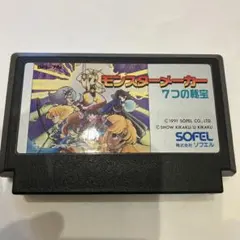 モンスターメーカー
7つの秘宝
©1991 SOFEL CO., LTD.
©SHOW KIKAKU ©KIKAKU
SOFEL
株式会社 ソフエル